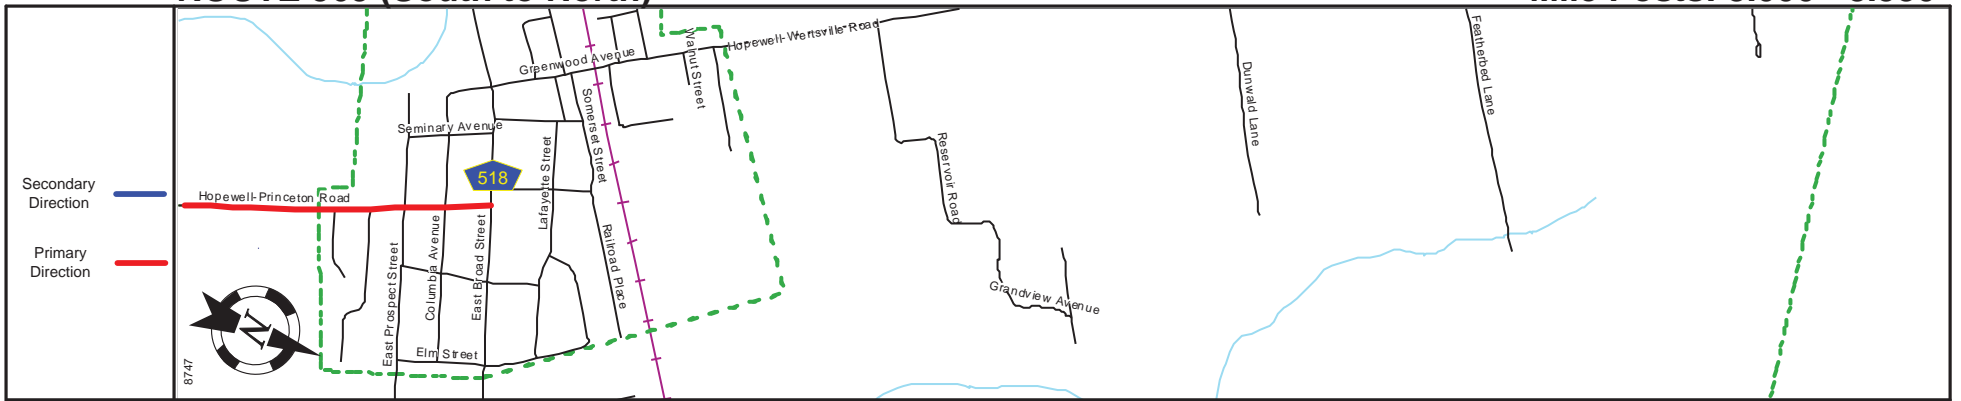 Secondary
Direction
Primary
Direction
Hopewell-Princeton Road
Seminary Avenue
Greenwood Avenue
Walnut Street
Hopewell-Wertsville Road
Somerset Street
Lafayette Street
518
Railroad Place
East Prospect Street
Columbia Avenue
East Broad Street
Elm Street
Reservoir Road
Grandview Avenue
Dunwald Lane
Featherbed Lane
N
8747